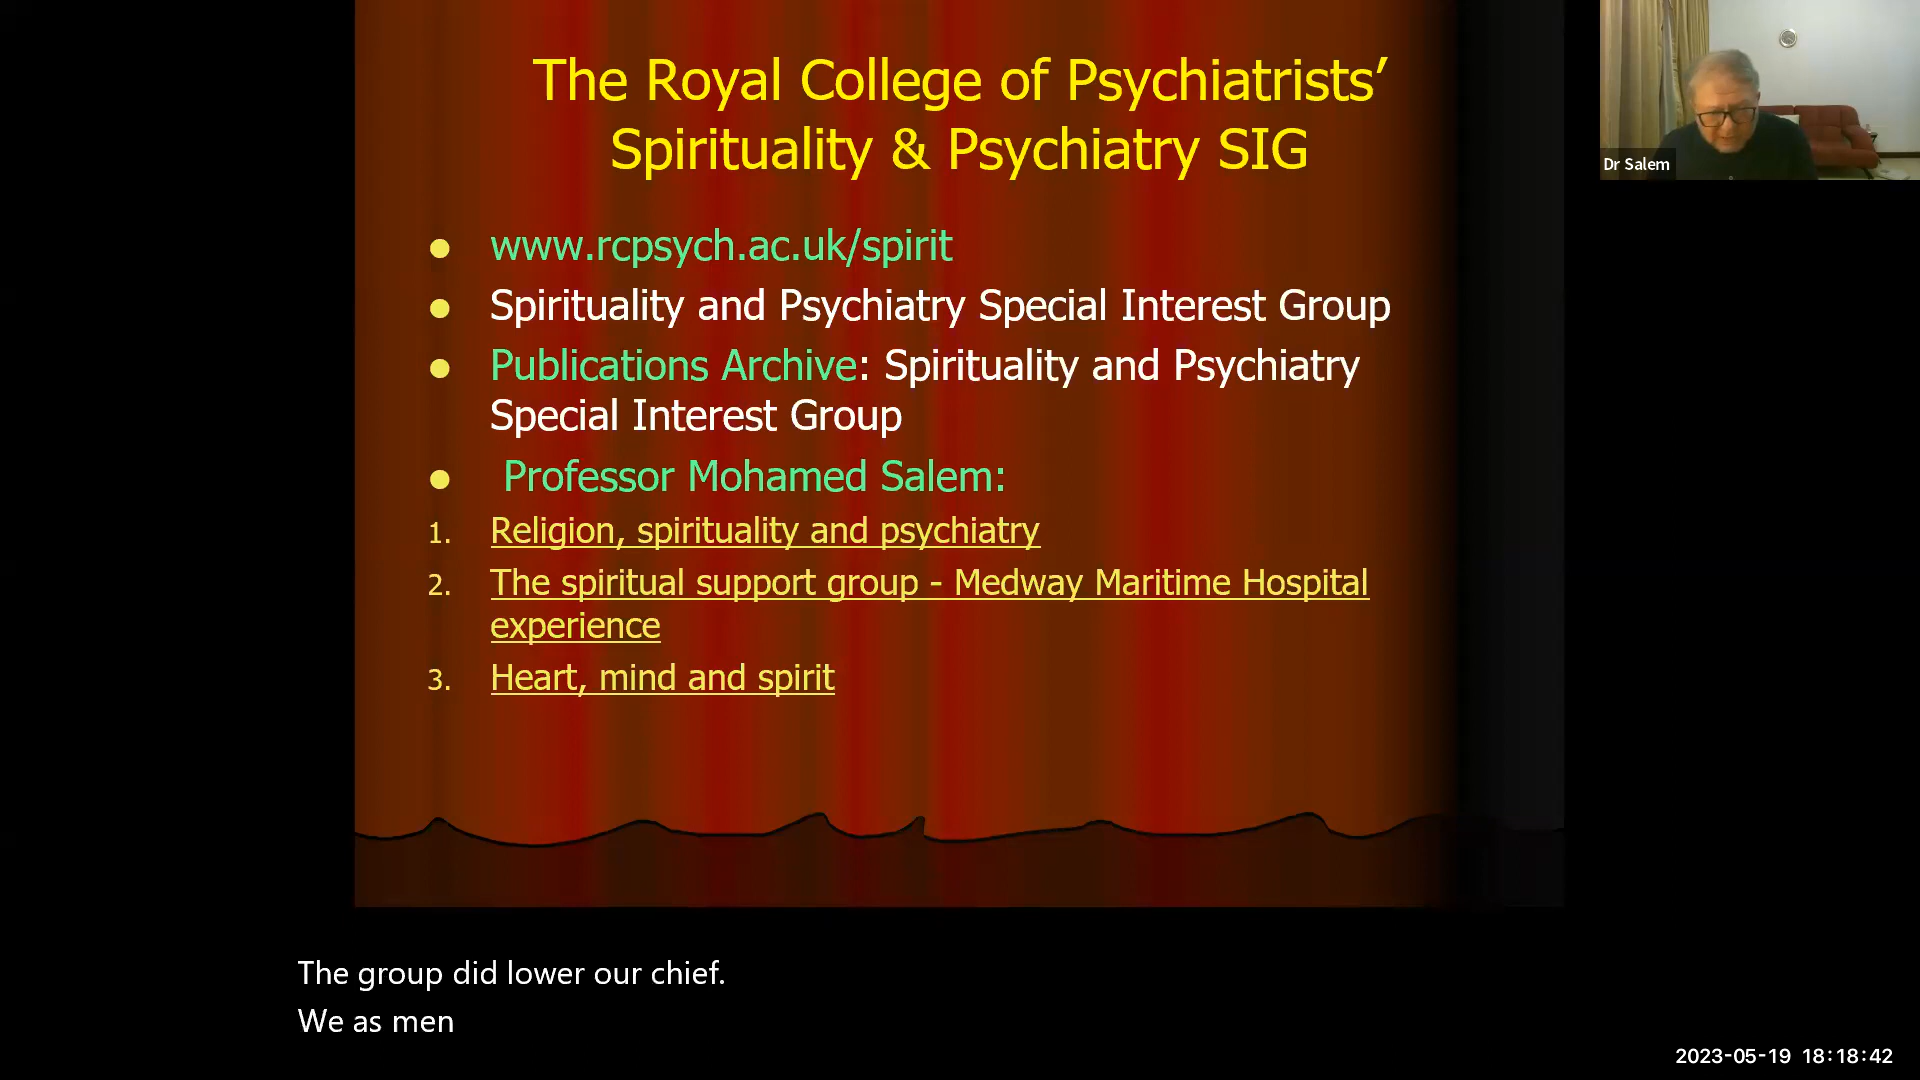 The Royal College of Psychiatrists’
Spirituality & Psychiatry SIG
www.rcpsych.ac.uk/spirit
Spirituality and Psychiatry Special Interest Group
Publications Archive: Spirituality and Psychiatry
Special Interest Group
Professor Mohamed Salem:
1. Religion, spirituality and psychiatry
2. The spiritual support group - Medway Maritime Hospital
experience
3. Heart, mind and spirit
Dr Salem
The group did lower our chief.
We as men
2023-05-19 18:18:42